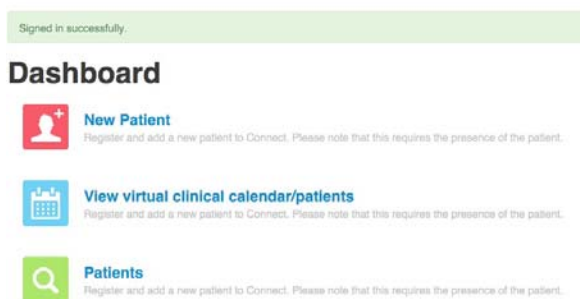 Signed in successfully.
Dashboard
New Patient
Register and add a new patient to Connect. Please note that this requires the presence of the patient.
View virtual clinical calendar/patients
Register and add a new patient to Connect. Please note that this requires the presence of the patient.
Patients
Register and add a new patient to Connect. Please note that this requires the presence of the patient.